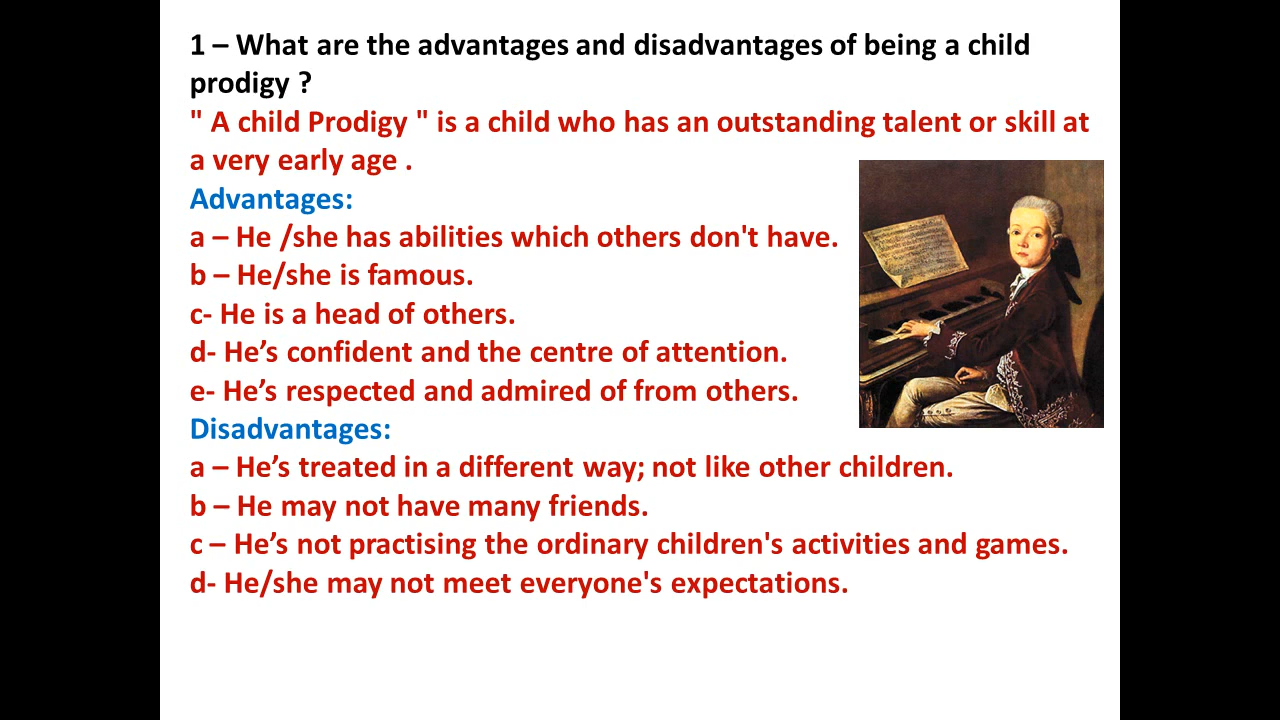 1 – What are the advantages and disadvantages of being a child
prodigy ?
" A child Prodigy " is a child who has an outstanding talent or skill at
a very early age .
Advantages:
a – He /she has abilities which others don't have.
b – He/she is famous.
c- He is a head of others.
d- He’s confident and the centre of attention.
e- He’s respected and admired of from others.
Disadvantages:
a – He’s treated in a different way; not like other children.
b – He may not have many friends.
c – He’s not practising the ordinary children's activities and games.
d- He/she may not meet everyone's expectations.